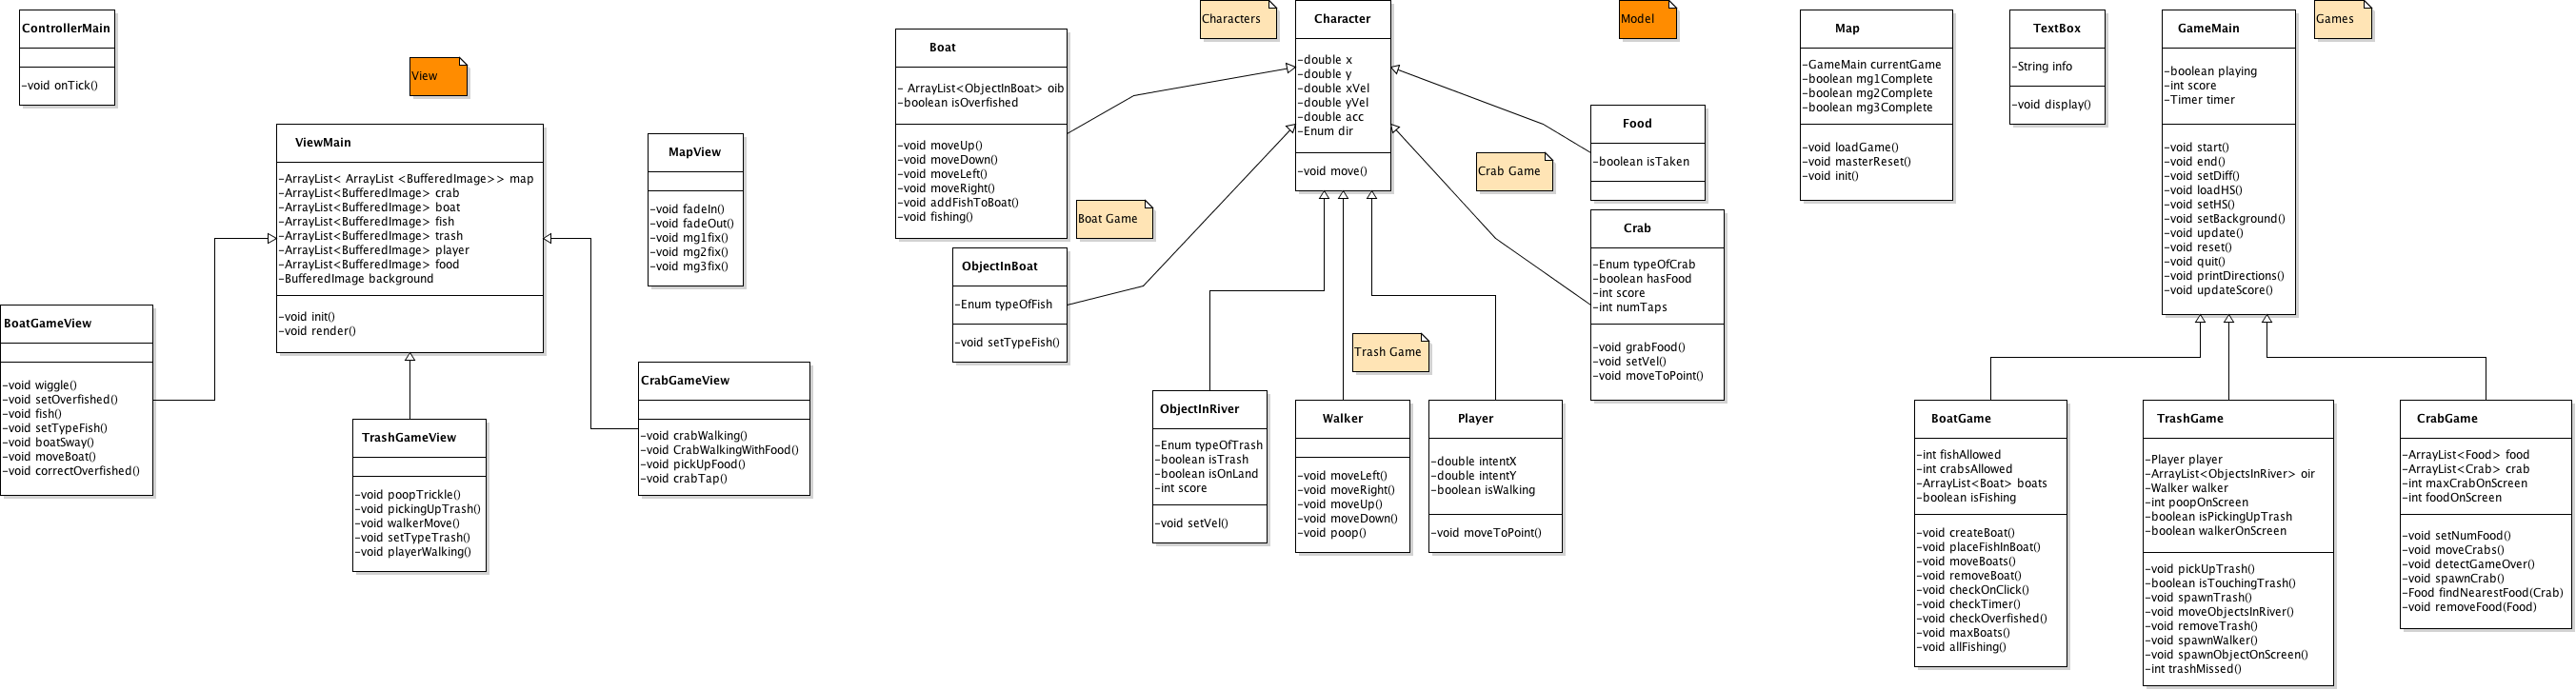 ControllerMain
-void onTick()
View
ViewMain
-ArrayList< ArrayList <BufferedImage>> map
-ArrayList<BufferedImage> crab
-ArrayList<BufferedImage> boat
-ArrayList<BufferedImage> fish
-ArrayList<BufferedImage> trash
-ArrayList<BufferedImage> player
-ArrayList<BufferedImage> food
-BufferedImage background
-void init()
-void render()
MapView
-void fadeIn()
-void fadeOut()
-void mg1fix()
-void mg2fix()
-void mg3fix()
BoatGameView
-void wiggle()
-void setOverfished()
-void fish()
-void setTypeFish()
-void boatSway()
-void moveBoat()
-void correctOverfished()
TrashGameView
-void poopTrickle()
-void pickingUpTrash()
-void walkerMove()
-void setTypeTrash()
-void playerWalking()
CrabGameView
-void crabWalking()
-void CrabWalkingWithFood()
-void pickUpFood()
-void crabTap()
Characters
Model
Boat
- ArrayList<ObjectInBoat> oib
-boolean isOverfished
-void moveUp()
-void moveDown()
-void moveLeft()
-void moveRight()
-void addFishToBoat()
-void fishing()
Boat Game
ObjectInBoat
-Enum typeOfFish
-void setTypeFish()
Character
-double x
-double y
-double xVel
-double yVel
-double acc
-Enum dir
-void move()
Food
-boolean isTaken
Crab Game
Crab
-Enum typeOfCrab
-boolean hasFood
-int score
-int numTaps
-void grabFood()
-void setVel()
-void moveToPoint()
Trash Game
ObjectInRiver
-Enum typeOfTrash
-boolean isTrash
-boolean isOnLand
-int score
-void setVel()
Walker
-void moveLeft()
-void moveRight()
-void moveUp()
-void moveDown()
-void poop()
Player
-double intentX
-double intentY
-boolean isWalking
-void moveToPoint()
Map
-GameMain currentGame
-boolean mg1Complete
-boolean mg2Complete
-boolean mg3Complete
-void loadGame()
-void masterReset()
-void init()
TextBox
-String info
-void display()
GameMain
-boolean playing
-int score
-Timer timer
-void start()
-void end()
-void setDiff()
-void loadHS()
-void setHS()
-void setBackground()
-void update()
-void reset()
-void quit()
-void printDirections()
-void updateScore()
Games
BoatGame
-int fishAllowed
-int crabsAllowed
-ArrayList<Boat> boats
-boolean isFishing
-void createBoat()
-void placeFishInBoat()
-void moveBoats()
-void removeBoat()
-void checkOnClick()
-void checkTimer()
-void checkOverfished()
-void maxBoats()
-void allFishing()
TrashGame
-Player player
-ArrayList<ObjectsInRiver> oir
-Walker walker
-int poopOnScreen
-boolean isPickingUpTrash
-boolean walkerOnScreen
-void pickUpTrash()
-boolean isTouchingTrash()
-void spawnTrash()
-void moveObjectsInRiver()
-void removeTrash()
-void spawnWalker()
-void spawnObjectOnScreen()
-int trashMissed()
CrabGame
-ArrayList<Food> food
-ArrayList<Crab> crab
-int maxCrabOnScreen
-int foodOnScreen
-void setNumFood()
-void moveCrabs()
-void detectGameOver()
-void spawnCrab()
-Food findNearestFood(Crab)
-void removeFood(Food)